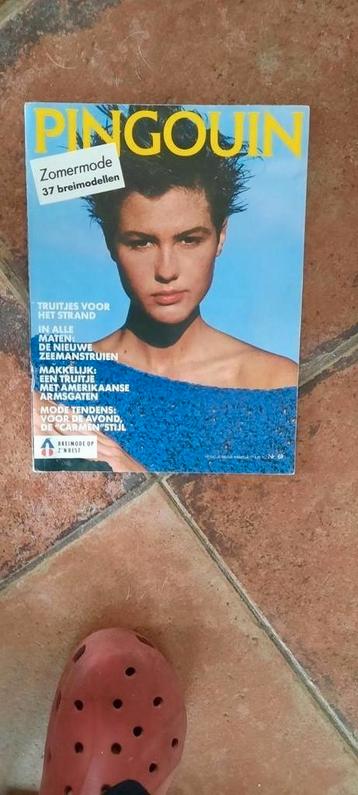 PINGOUIN
Zomermode
37 breimodellen
TRUITJES VOOR
HET STRAND
IN ALLE
MATEN:
DE NIEUWE
ZEEMANSTRUIEN
MAKKELIJK:
EEN TRUITJE
MET AMERIKAANSE
ARMSGATEN
MODE TENDENS:
VOOR DE AVOND,
DE "CARMEN"STIJL
BREIMODE OP
Z'N BEST